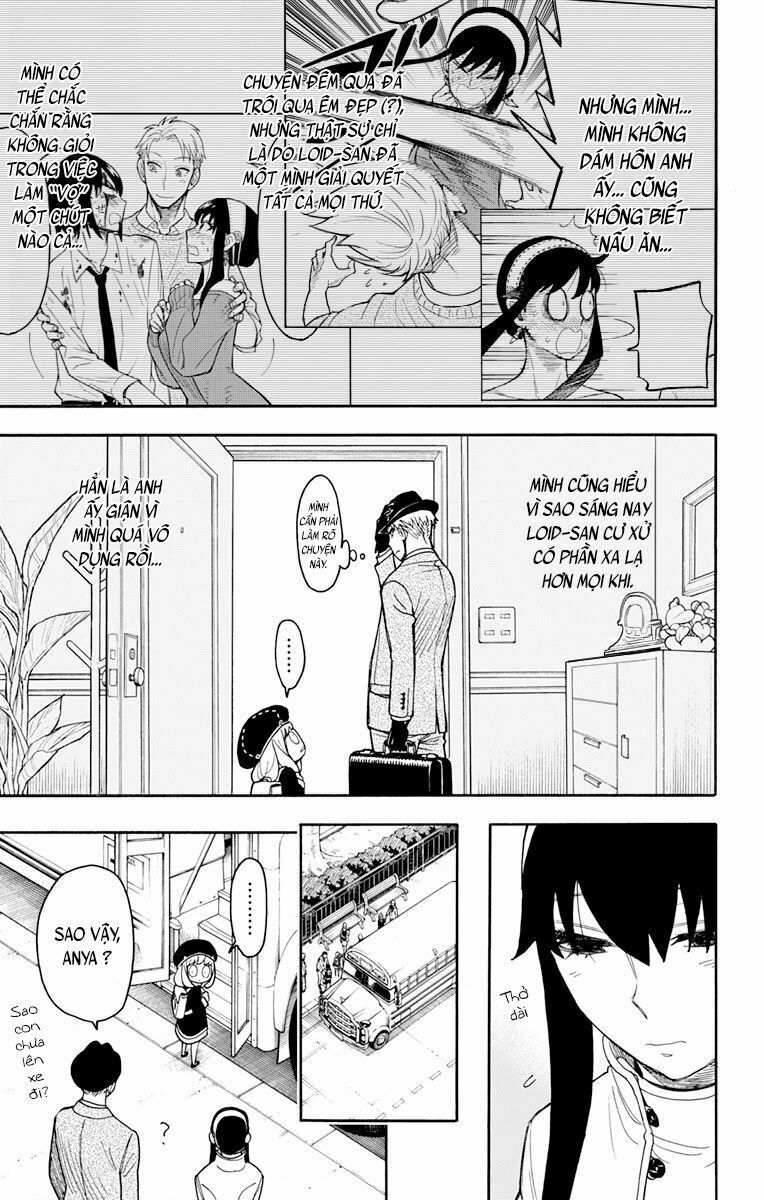 NHƯNG MÌNH...
MÌNH KHÔNG
DÁM HÔN ANH
ẤY... CŨNG
KHÔNG BIẾT
NẤU ĂN...
CHUYỆN ĐÊM QUA ĐÃ
TRÔI QUA ÊM ĐẸP (?),
NHƯNG THẬT SỰ CHỈ
LÀ DO LOID-SAN ĐÃ
MỘT MÌNH GIẢI QUYẾT
TẤT CẢ MỌI THỨ.
MÌNH CÓ
THỂ CHẮC
CHẮN RẰNG
KHÔNG GIỎI
TRONG VIỆC
LÀM "VỢ"
MỘT CHÚT
NÀO CẢ...
MÌNH CŨNG HIỂU
VÌ SAO SÁNG NAY
LOID-SAN CƯ XỬ
CÓ PHẦN XA LẠ
HƠN MỌI KHI.
MÌNH
CẦN PHẢI
LÀM RÕ
CHUYỆN
NÀY.
......
HẲN LÀ ANH
ẤY GIẬN VÌ
MÌNH QUÁ VÔ
DỤNG RỒI...
Thở
dài
......
SAO VẬY,
ANYA ?
Sao
con
chưa
lên
xe
đi?
?